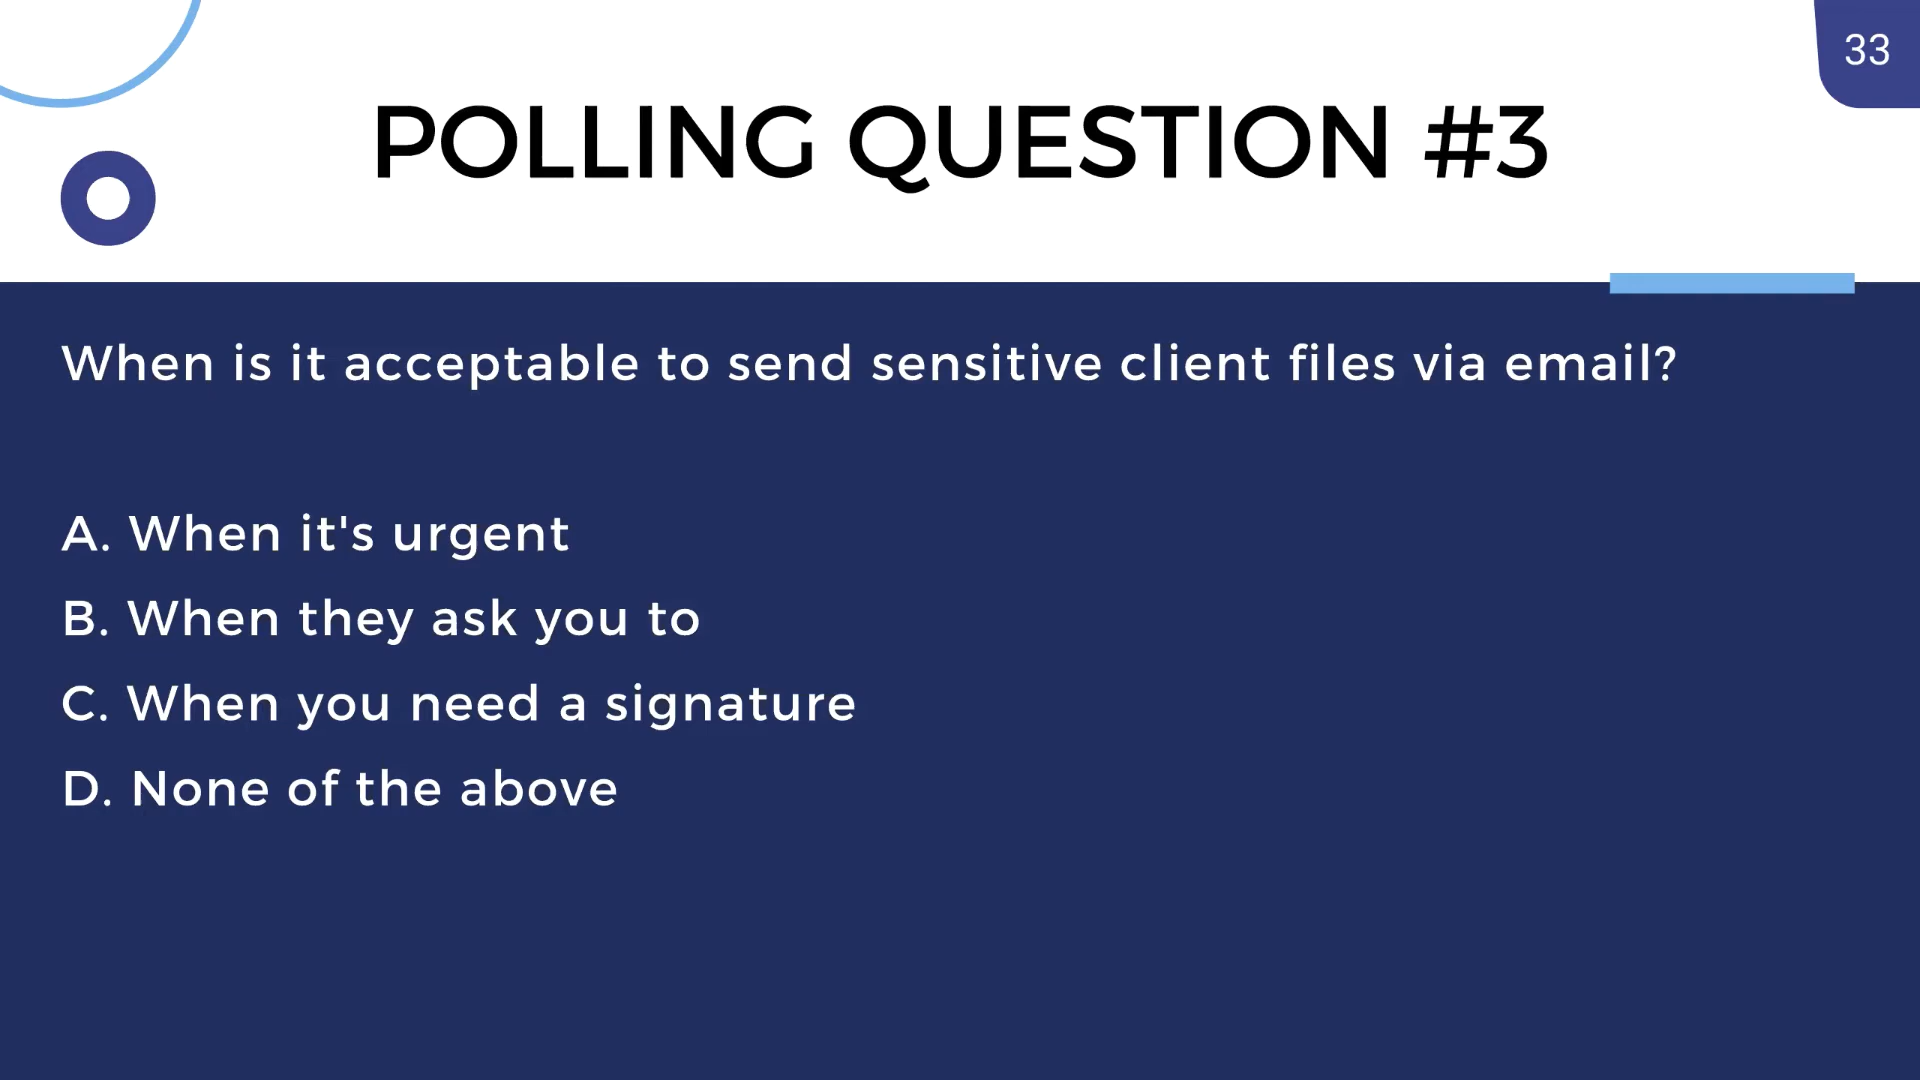 33
POLLING QUESTION #3
When is it acceptable to send sensitive client files via email?
A. When it's urgent
B. When they ask you to
C. When you need a signature
D. None of the above